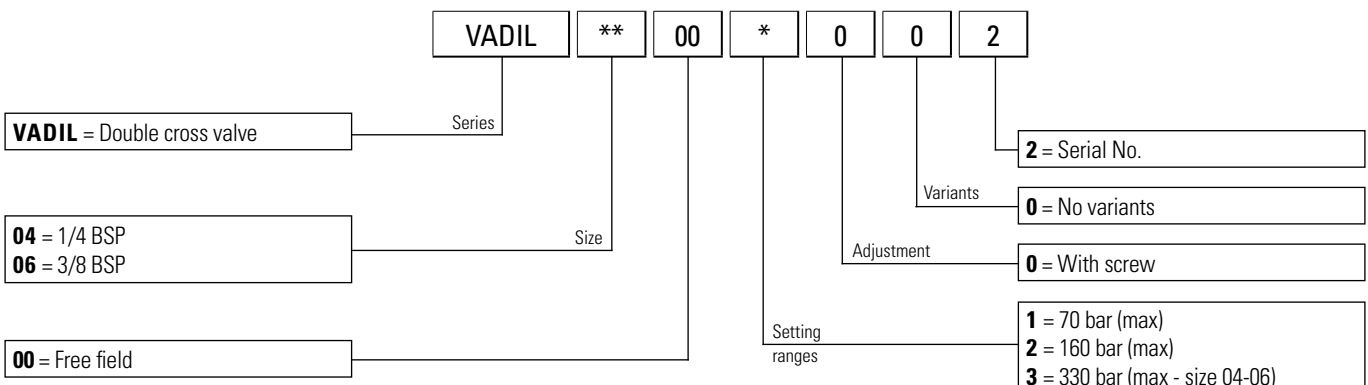 VADIL ** 00 * 0 0 2
VADIL = Double cross valve
Series
2 = Serial No.
Variants
0 = No variants
04 = 1/4 BSP
06 = 3/8 BSP
Size
Adjustment
0 = With screw
00 = Free field
Setting
ranges
1 = 70 bar (max)
2 = 160 bar (max)
3 = 330 bar (max - size 04-06)